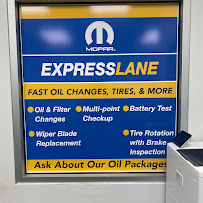 MOPAR.
EXPRESSLANE
FAST OIL CHANGES, TIRES, & MORE
• Oil & Filter Changes
• Multi-point Checkup
• Battery Test
• Wiper Blade Replacement
• Tire Rotation with Brake Inspection
Ask About Our Oil Packages